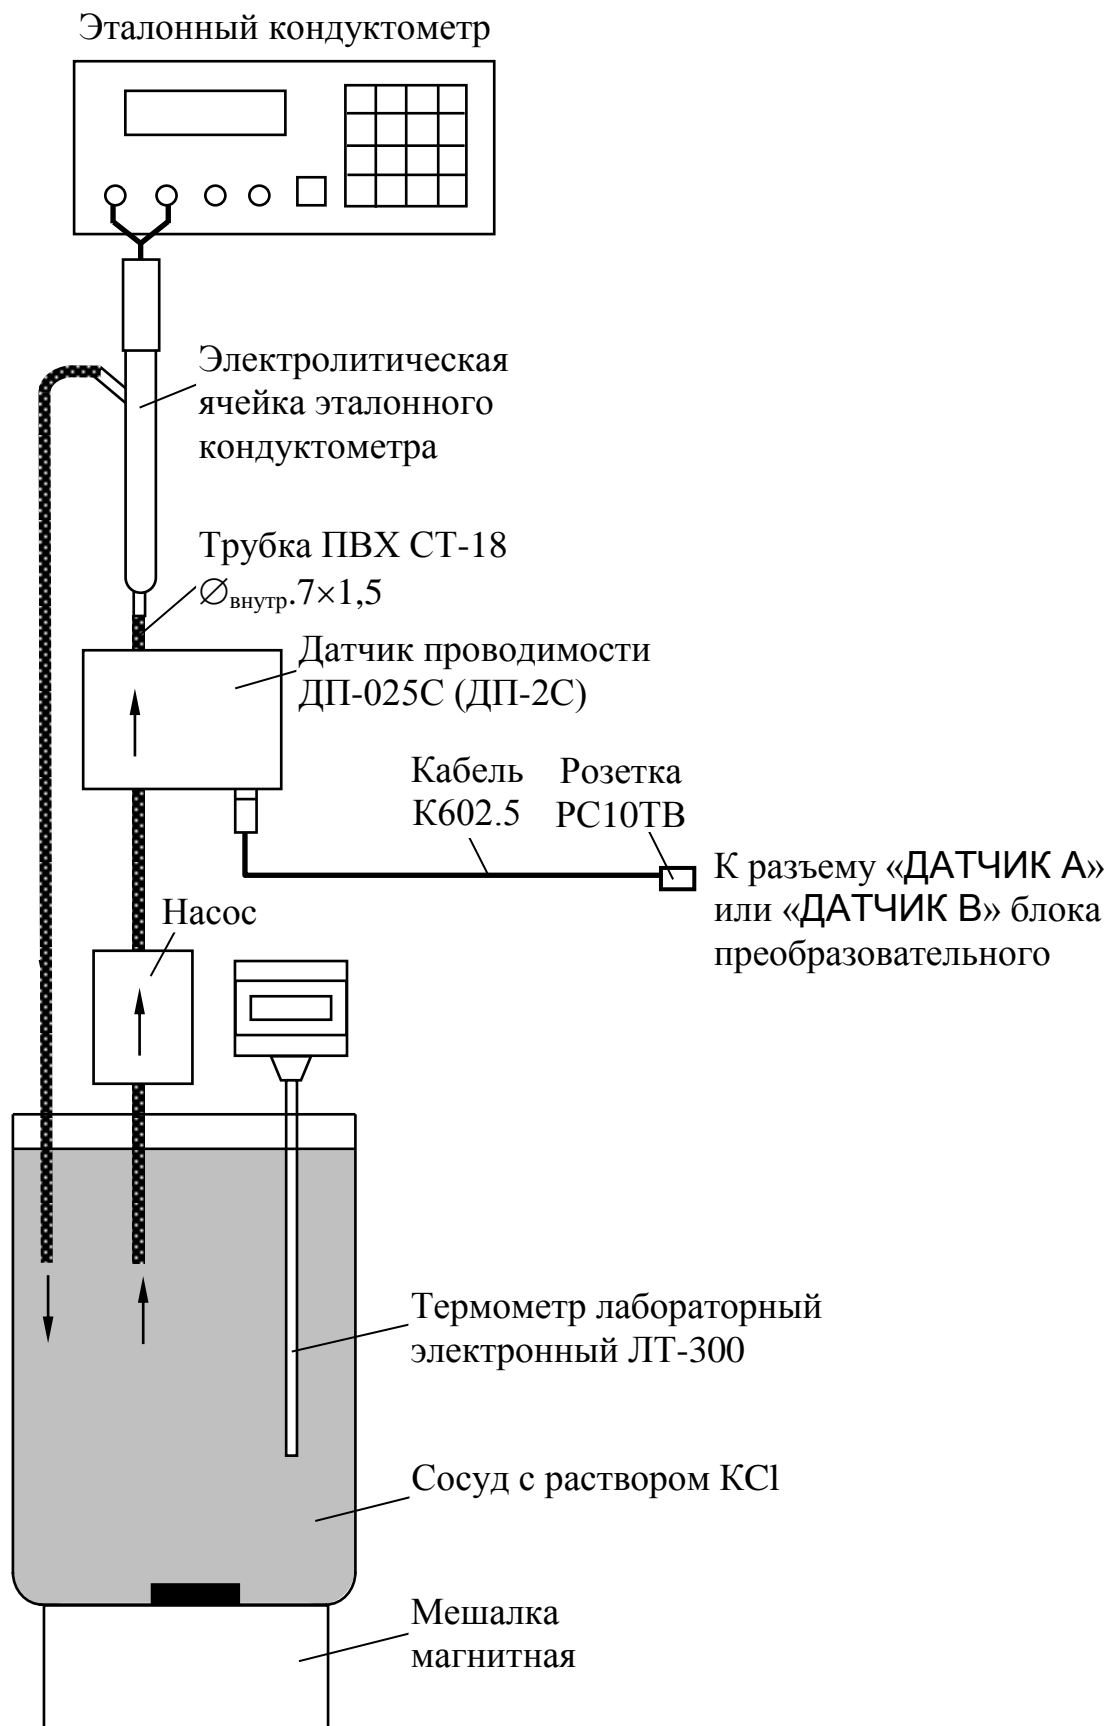 Эталонный кондуктометр
Электролитическая
ячейка эталонного
кондуктометра
Трубка ПВХ СТ-18
∅внутр.7×1,5
Датчик проводимости
ДП-025С (ДП-2С)
Кабель
К602.5
Розетка
РС10ТВ
К разъему «ДАТЧИК А»
или «ДАТЧИК В» блока
преобразовательного
Насос
Термометр лабораторный
электронный ЛТ-300
Сосуд с раствором KCl
Мешалка
магнитная